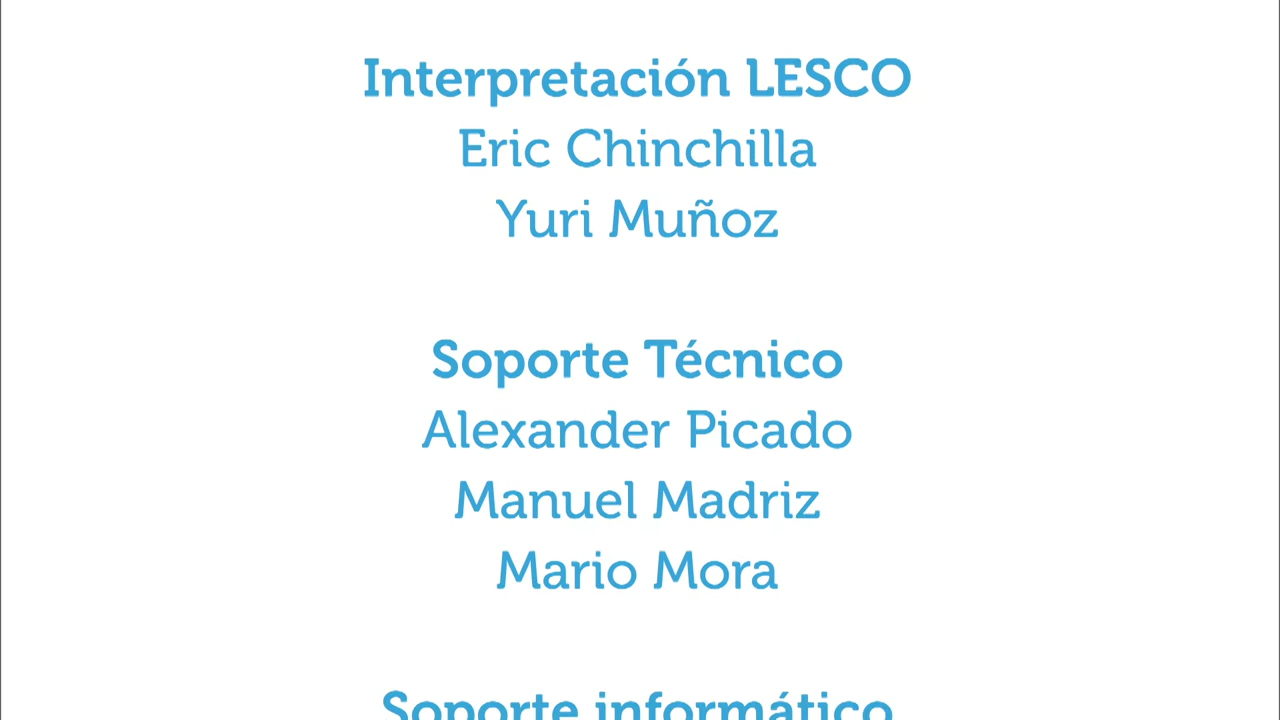 Interpretación LESCO
Eric Chinchilla
Yuri Muñoz
Soporte Técnico
Alexander Picado
Manuel Madriz
Mario Mora
Soporte informático